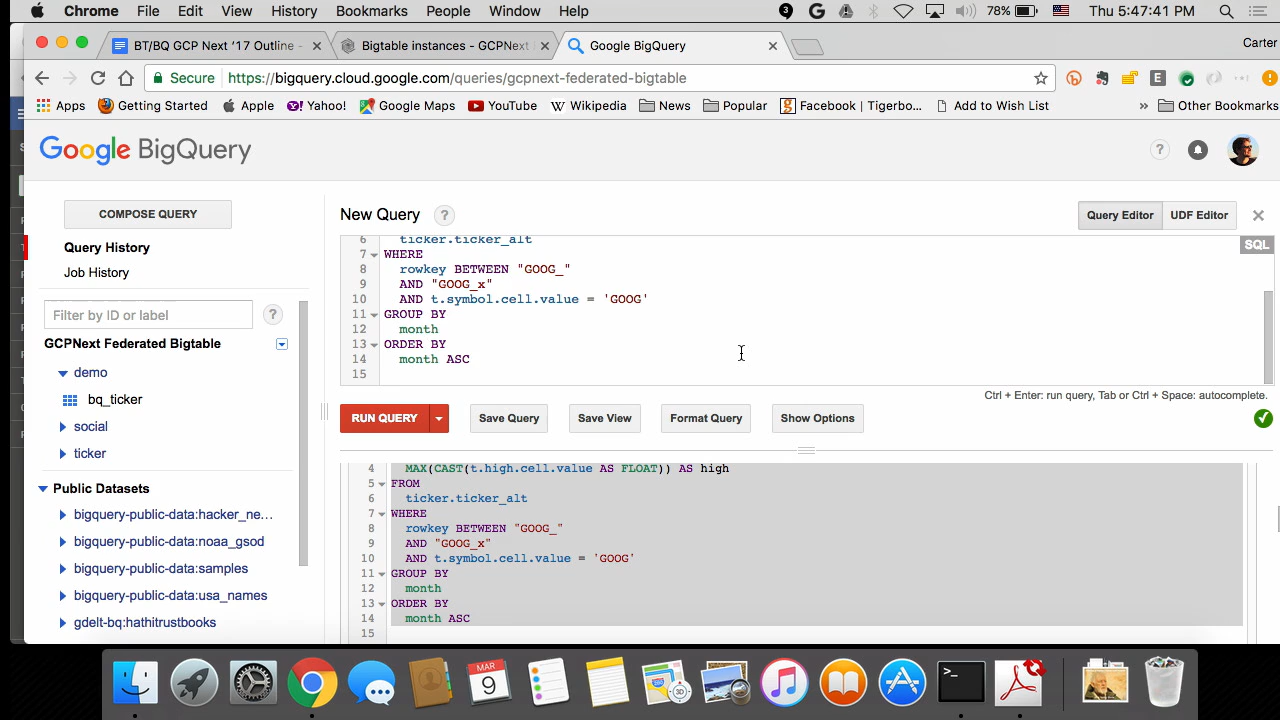 Chrome File Edit View History Bookmarks People Window Help 3 G 78% Thu 5:47:41 PM
BT/BQ GCP Next '17 Outline - × Bigtable instances - GCPNext × Google BigQuery × Carter
Secure https://bigquery.cloud.google.com/queries/gcpnext-federated-bigtable
Apps Getting Started Apple Yahoo! Google Maps YouTube Wikipedia News Popular Facebook | Tigerbo... Add to Wish List » Other Bookmarks
Google BigQuery ?
COMPOSE QUERY
Query History
Job History
Filter by ID or label ?
GCPNext Federated Bigtable
demo
bq_ticker
social
ticker
Public Datasets
bigquery-public-data:hacker_ne...
bigquery-public-data:noaa_gsod
bigquery-public-data:samples
bigquery-public-data:usa_names
gdelt-bq:hathitrustbooks
New Query ? Query Editor UDF Editor ×
SQL
6 ticker.ticker_alt
7 WHERE
8 rowkey BETWEEN "GOOG_"
9 AND "GOOG_x"
10 AND t.symbol.cell.value = 'GOOG'
11 GROUP BY
12 month
13 ORDER BY
14 month ASC
15
Ctrl + Enter: run query, Tab or Ctrl + Space: autocomplete.
RUN QUERY Save Query Save View Format Query Show Options
4 MAX(CAST(t.high.cell.value AS FLOAT)) AS high
5 FROM
6 ticker.ticker_alt
7 WHERE
8 rowkey BETWEEN "GOOG_"
9 AND "GOOG_x"
10 AND t.symbol.cell.value = 'GOOG'
11 GROUP BY
12 month
13 ORDER BY
14 month ASC
15
MAR
9
3D
>_